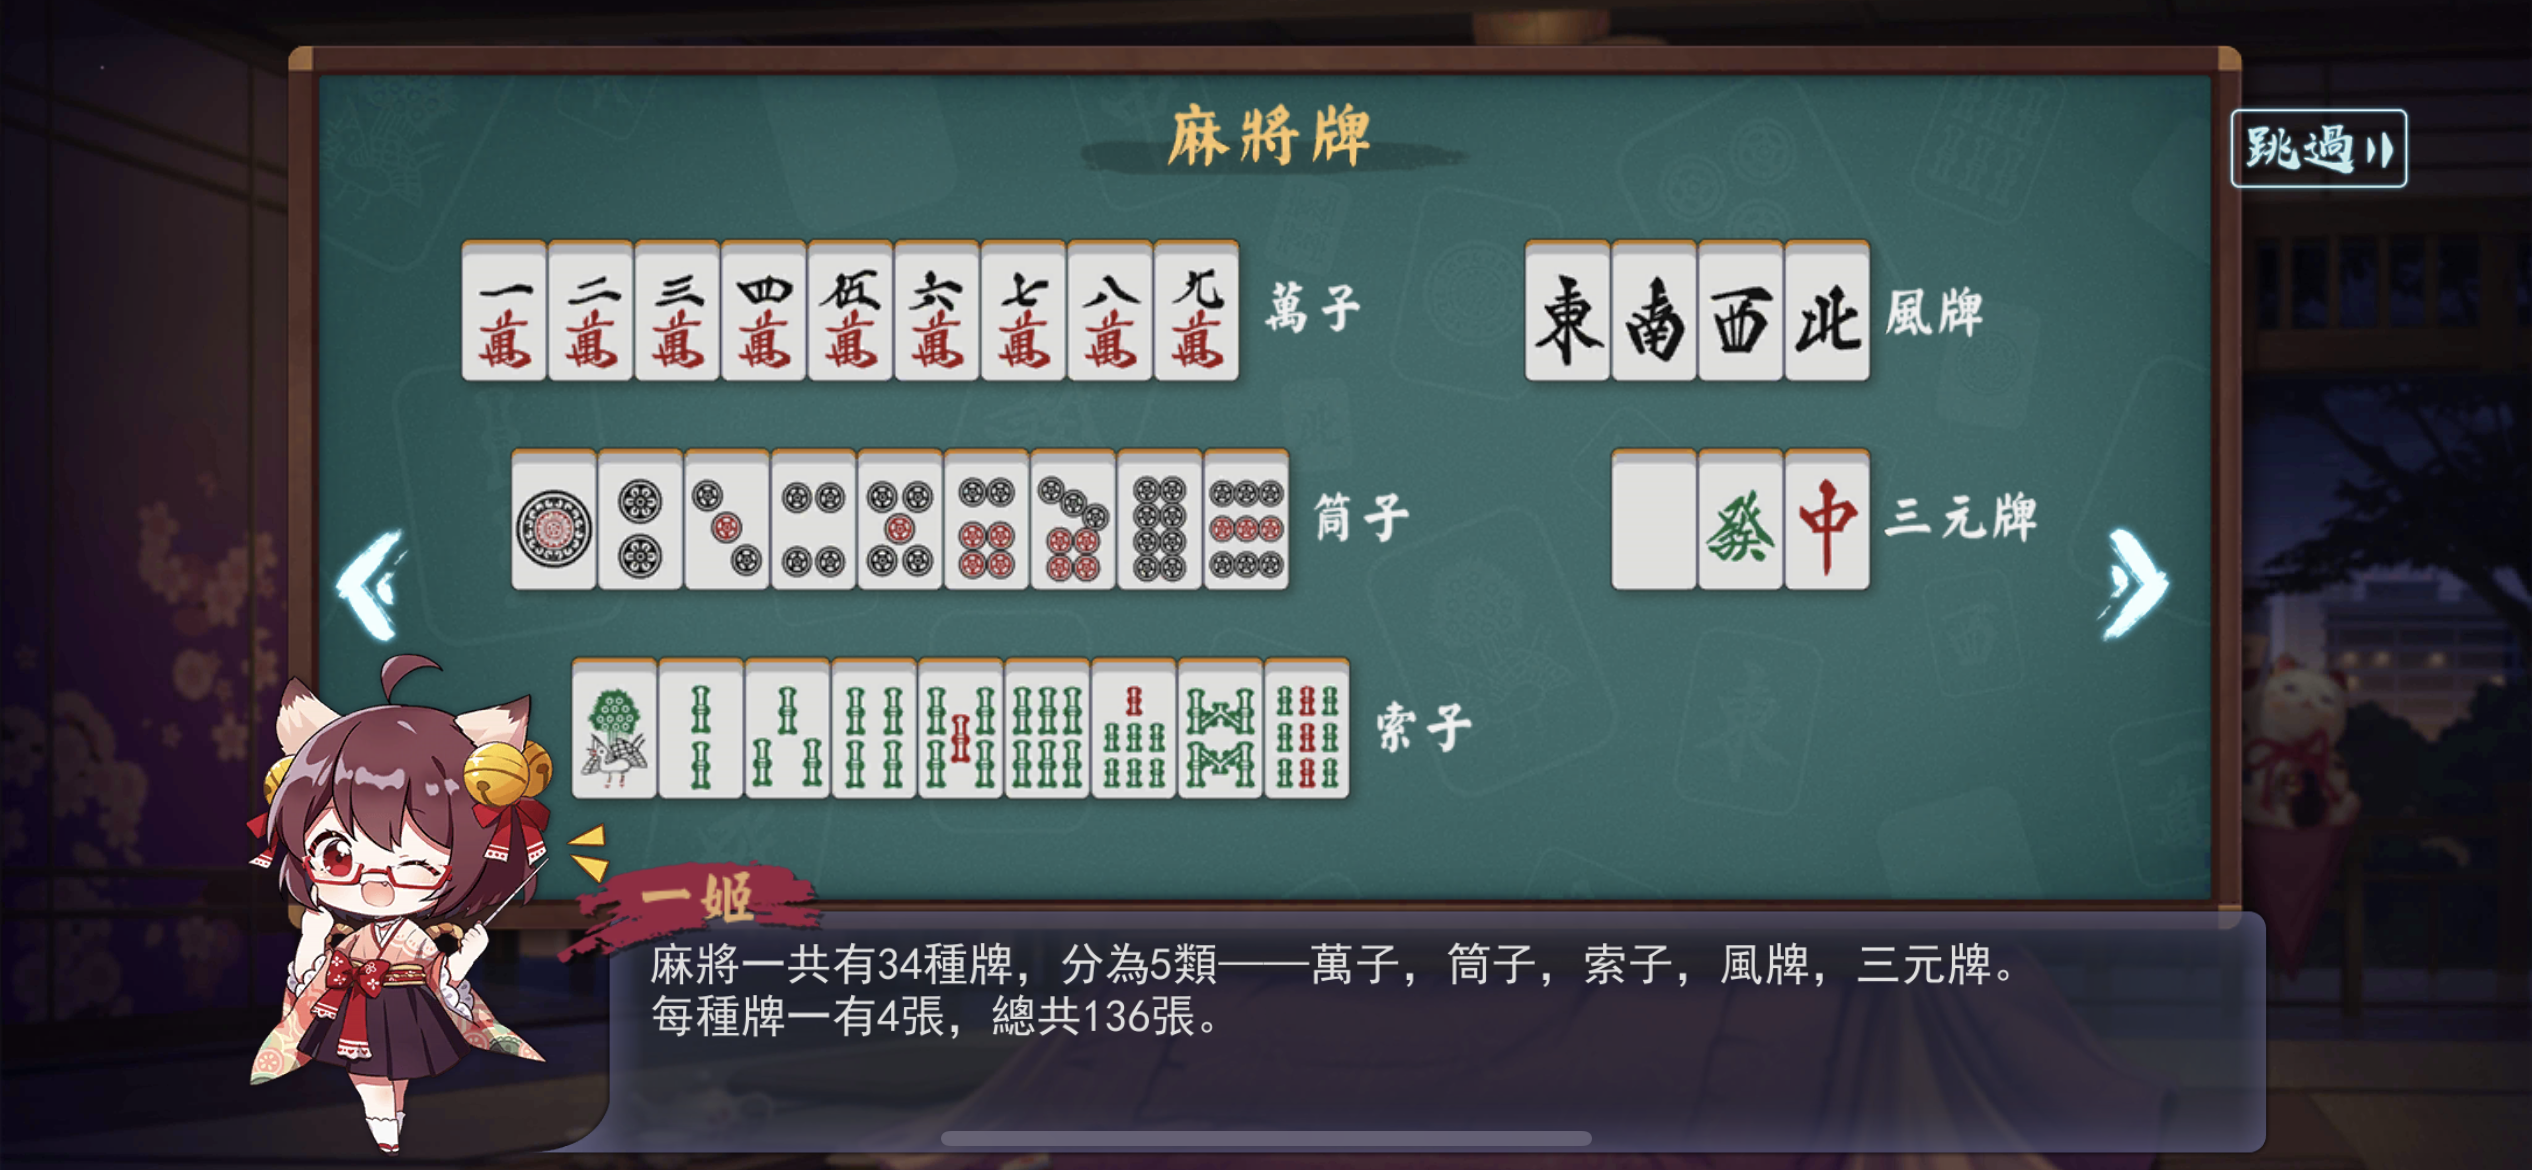 麻將牌
跳過
一萬 二萬 三萬 四萬 伍萬 六萬 七萬 八萬 九萬 萬子
東 南 西 北 風牌
筒子
發 中 三元牌
索子
一姬
麻將一共有34種牌，分為5類——萬子，筒子，索子，風牌，三元牌。
每種牌一有4張，總共136張。